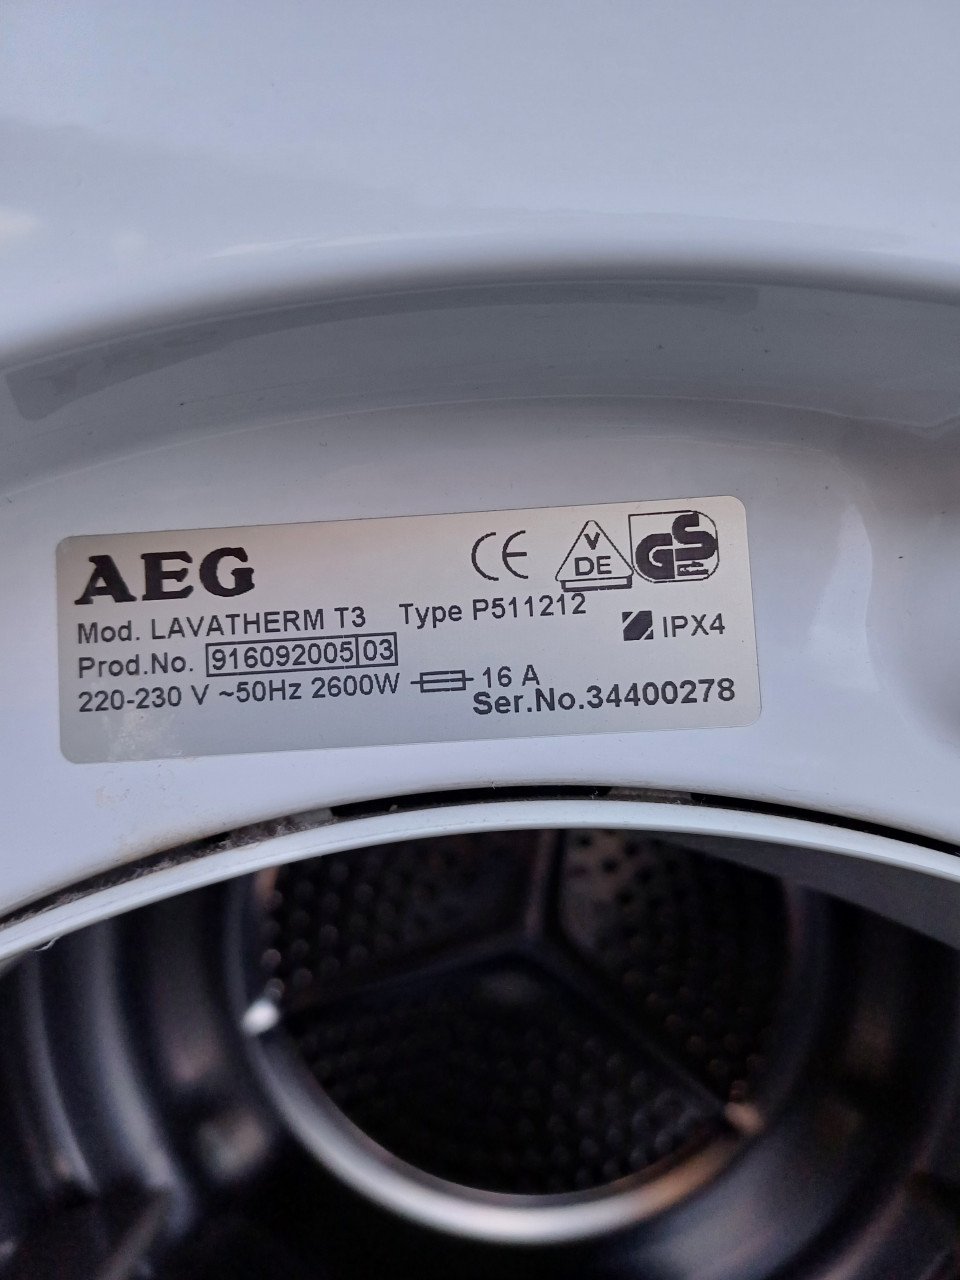 AEG
CE
V
DE
GS
Mod. LAVATHERM T3 Type P511212
IPX4
Prod.No. 916092005 03
220-230 V ~50Hz 2600W 16 A
Ser.No.34400278